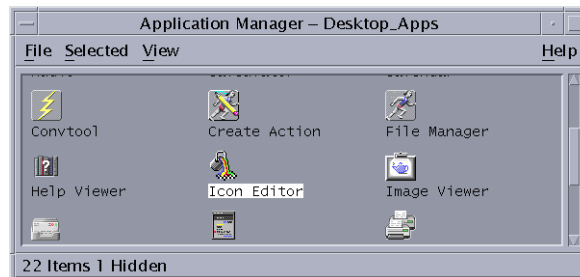 Application Manager – Desktop_Apps
File Selected View Help
Convtool Create Action File Manager
Help Viewer Icon Editor Image Viewer
22 Items 1 Hidden